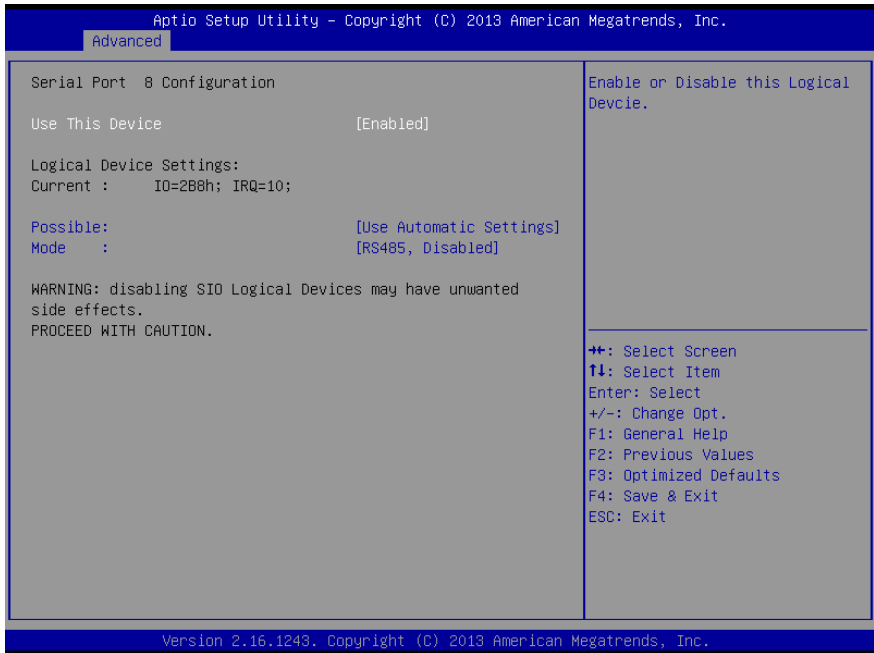 Aptio Setup Utility – Copyright (C) 2013 American Megatrends, Inc.
Advanced
Serial Port  8 Configuration
Use This Device [Enabled]
Logical Device Settings:
Current : IO=2B8h; IRQ=10;
Possible: [Use Automatic Settings]
Mode : [RS485, Disabled]
WARNING: disabling SIO Logical Devices may have unwanted
side effects.
PROCEED WITH CAUTION.
Enable or Disable this Logical
Devcie.
→←: Select Screen
↑↓: Select Item
Enter: Select
+/-: Change Opt.
F1: General Help
F2: Previous Values
F3: Optimized Defaults
F4: Save & Exit
ESC: Exit
Version 2.16.1243. Copyright (C) 2013 American Megatrends, Inc.